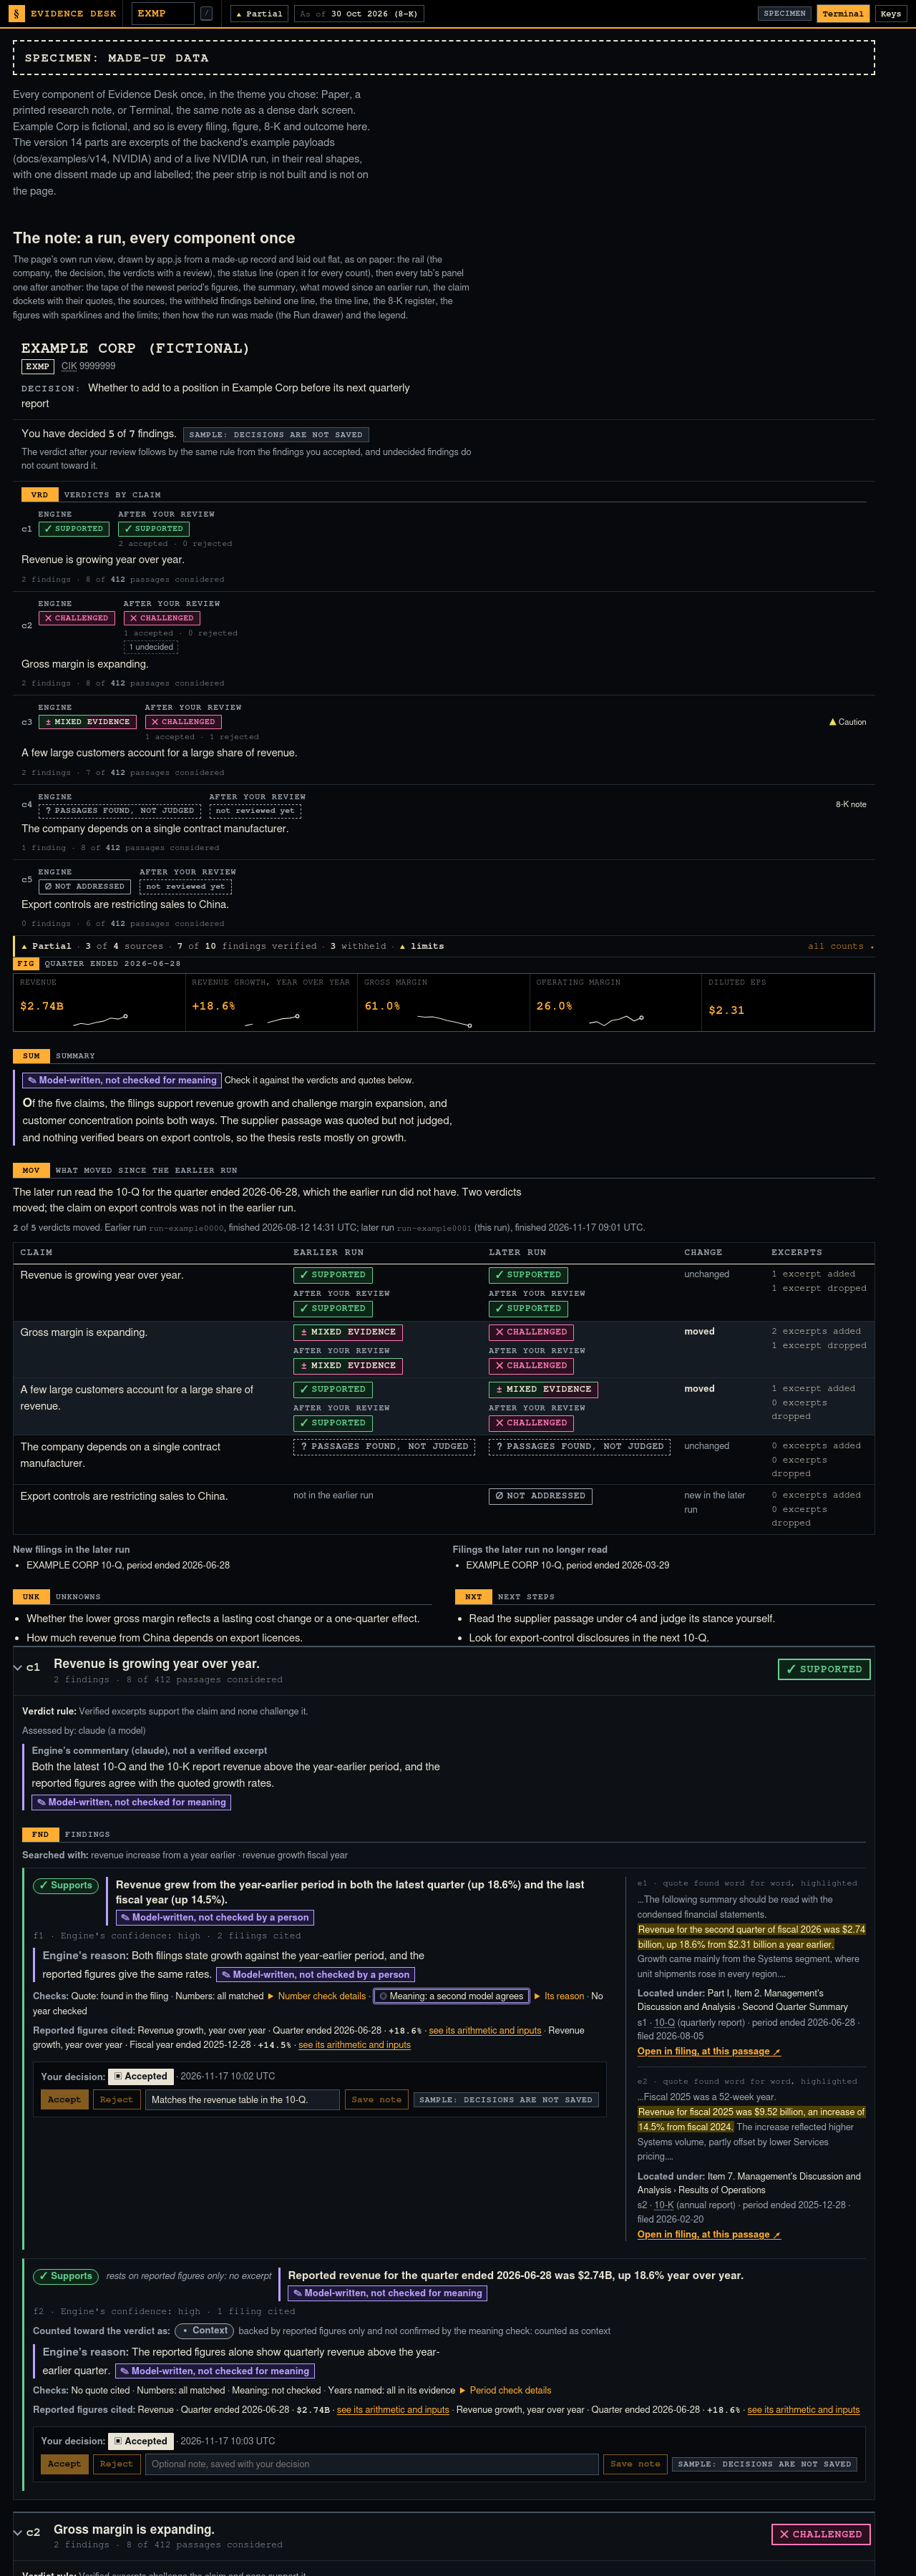 § EVIDENCE DESK EXMP / ▲ Partial As of 30 Oct 2026 (8-K) SPECIMEN Terminal Keys
SPECIMEN: MADE-UP DATA
Every component of Evidence Desk once, in the theme you chose: Paper, a
printed research note, or Terminal, the same note as a dense dark screen.
Example Corp is fictional, and so is every filing, figure, 8-K and outcome here.
The version 14 parts are excerpts of the backend's example payloads
(docs/examples/v14, NVIDIA) and of a live NVIDIA run, in their real shapes,
with one dissent made up and labelled; the peer strip is not built and is not on
the page.
The note: a run, every component once
The page's own run view, drawn by app.js from a made-up record and laid out flat, as on paper: the rail (the
company, the decision, the verdicts with a review), the status line (open it for every count), then every tab's panel
one after another: the tape of the newest period's figures, the summary, what moved since an earlier run, the claim
dockets with their quotes, the sources, the withheld findings behind one line, the time line, the 8-K register, the
figures with sparklines and the limits; then how the run was made (the Run drawer) and the legend.
EXAMPLE CORP (FICTIONAL)
EXMP CIK 9999999
DECISION: Whether to add to a position in Example Corp before its next quarterly
report
You have decided 5 of 7 findings. SAMPLE: DECISIONS ARE NOT SAVED
The verdict after your review follows by the same rule from the findings you accepted, and undecided findings do
not count toward it.
VRD VERDICTS BY CLAIM
ENGINE AFTER YOUR REVIEW
c1 ✓ SUPPORTED ✓ SUPPORTED
2 accepted · 0 rejected
Revenue is growing year over year.
2 findings · 8 of 412 passages considered
ENGINE AFTER YOUR REVIEW
c2 ✕ CHALLENGED ✕ CHALLENGED
1 accepted · 0 rejected
1 undecided
Gross margin is expanding.
2 findings · 8 of 412 passages considered
ENGINE AFTER YOUR REVIEW
c3 ± MIXED EVIDENCE ✕ CHALLENGED ▲ Caution
1 accepted · 1 rejected
A few large customers account for a large share of revenue.
2 findings · 7 of 412 passages considered
ENGINE AFTER YOUR REVIEW
c4 ? PASSAGES FOUND, NOT JUDGED not reviewed yet 8-K note
The company depends on a single contract manufacturer.
1 finding · 8 of 412 passages considered
ENGINE AFTER YOUR REVIEW
c5 Ø NOT ADDRESSED not reviewed yet
Export controls are restricting sales to China.
0 findings · 6 of 412 passages considered
▲ Partial · 3 of 4 sources · 7 of 10 findings verified · 3 withheld · ▲ limits all counts
FIG QUARTER ENDED 2026-06-28
REVENUE REVENUE GROWTH, YEAR OVER YEAR GROSS MARGIN OPERATING MARGIN DILUTED EPS
$2.74B +18.6% 61.0% 26.0% $2.31
SUM SUMMARY
✎ Model-written, not checked for meaning Check it against the verdicts and quotes below.
Of the five claims, the filings support revenue growth and challenge margin expansion, and
customer concentration points both ways. The supplier passage was quoted but not judged,
and nothing verified bears on export controls, so the thesis rests mostly on growth.
MOV WHAT MOVED SINCE THE EARLIER RUN
The later run read the 10-Q for the quarter ended 2026-06-28, which the earlier run did not have. Two verdicts
moved; the claim on export controls was not in the earlier run.
2 of 5 verdicts moved. Earlier run run-example0000, finished 2026-08-12 14:31 UTC; later run run-example0001 (this run), finished 2026-11-17 09:01 UTC.
CLAIM EARLIER RUN LATER RUN CHANGE EXCERPTS
Revenue is growing year over year. ✓ SUPPORTED ✓ SUPPORTED unchanged 1 excerpt added
1 excerpt dropped
AFTER YOUR REVIEW AFTER YOUR REVIEW
✓ SUPPORTED ✓ SUPPORTED
Gross margin is expanding. ± MIXED EVIDENCE ✕ CHALLENGED moved 2 excerpts added
1 excerpt dropped
AFTER YOUR REVIEW AFTER YOUR REVIEW
± MIXED EVIDENCE ✕ CHALLENGED
A few large customers account for a large share of ✓ SUPPORTED ± MIXED EVIDENCE moved 1 excerpt added
revenue. AFTER YOUR REVIEW AFTER YOUR REVIEW 0 excerpts
✓ SUPPORTED ✕ CHALLENGED dropped
The company depends on a single contract ? PASSAGES FOUND, NOT JUDGED ? PASSAGES FOUND, NOT JUDGED unchanged 0 excerpts added
manufacturer. 0 excerpts
dropped
Export controls are restricting sales to China. not in the earlier run Ø NOT ADDRESSED new in the later 0 excerpts added
run 0 excerpts
dropped
New filings in the later run Filings the later run no longer read
• EXAMPLE CORP 10-Q, period ended 2026-06-28 • EXAMPLE CORP 10-Q, period ended 2026-03-29
UNK UNKNOWNS NXT NEXT STEPS
• Whether the lower gross margin reflects a lasting cost change or a one-quarter effect. • Read the supplier passage under c4 and judge its stance yourself.
• How much revenue from China depends on export licences. • Look for export-control disclosures in the next 10-Q.
c1 Revenue is growing year over year. ✓ SUPPORTED
2 findings · 8 of 412 passages considered
Verdict rule: Verified excerpts support the claim and none challenge it.
Assessed by: claude (a model)
Engine's commentary (claude), not a verified excerpt
Both the latest 10-Q and the 10-K report revenue above the year-earlier period, and the
reported figures agree with the quoted growth rates.
✎ Model-written, not checked for meaning
FND FINDINGS
Searched with: revenue increase from a year earlier · revenue growth fiscal year
✓ Supports Revenue grew from the year-earlier period in both the latest quarter (up 18.6%) and the last
fiscal year (up 14.5%).
✎ Model-written, not checked by a person
f1 · Engine's confidence: high · 2 filings cited
Engine's reason: Both filings state growth against the year-earlier period, and the
reported figures give the same rates. ✎ Model-written, not checked by a person
Checks: Quote: found in the filing · Numbers: all matched ▶ Number check details · ◎ Meaning: a second model agrees ▶ Its reason · No
year checked
Reported figures cited: Revenue growth, year over year · Quarter ended 2026-06-28 · +18.6% · see its arithmetic and inputs · Revenue
growth, year over year · Fiscal year ended 2025-12-28 · +14.5% · see its arithmetic and inputs
Your decision: ▣ Accepted · 2026-11-17 10:02 UTC
Accept Reject Matches the revenue table in the 10-Q. Save note SAMPLE: DECISIONS ARE NOT SAVED
e1 · quote found word for word, highlighted
…The following summary should be read with the
condensed financial statements.
Revenue for the second quarter of fiscal 2026 was $2.74
billion, up 18.6% from $2.31 billion a year earlier.
Growth came mainly from the Systems segment, where
unit shipments rose in every region.…
Located under: Part I, Item 2. Management's
Discussion and Analysis › Second Quarter Summary
s1 · 10-Q (quarterly report) · period ended 2026-06-28 ·
filed 2026-08-05
Open in filing, at this passage ↗
e2 · quote found word for word, highlighted
…Fiscal 2025 was a 52-week year.
Revenue for fiscal 2025 was $9.52 billion, an increase of
14.5% from fiscal 2024. The increase reflected higher
Systems volume, partly offset by lower Services
pricing.…
Located under: Item 7. Management's Discussion and
Analysis › Results of Operations
s2 · 10-K (annual report) · period ended 2025-12-28 ·
filed 2026-02-20
Open in filing, at this passage ↗
✓ Supports rests on reported figures only: no excerpt Reported revenue for the quarter ended 2026-06-28 was $2.74B, up 18.6% year over year.
✎ Model-written, not checked for meaning
f2 · Engine's confidence: high · 1 filing cited
Counted toward the verdict as: • Context backed by reported figures only and not confirmed by the meaning check: counted as context
Engine's reason: The reported figures alone show quarterly revenue above the year-
earlier quarter. ✎ Model-written, not checked for meaning
Checks: No quote cited · Numbers: all matched · Meaning: not checked · Years named: all in its evidence ▶ Period check details
Reported figures cited: Revenue · Quarter ended 2026-06-28 · $2.74B · see its arithmetic and inputs · Revenue growth, year over year · Quarter ended 2026-06-28 · +18.6% · see its arithmetic and inputs
Your decision: ▣ Accepted · 2026-11-17 10:03 UTC
Accept Reject Optional note, saved with your decision Save note SAMPLE: DECISIONS ARE NOT SAVED
c2 Gross margin is expanding. ✕ CHALLENGED
2 findings · 8 of 412 passages considered
Verdict rule: Verified excerpts challenge the claim and none support it.